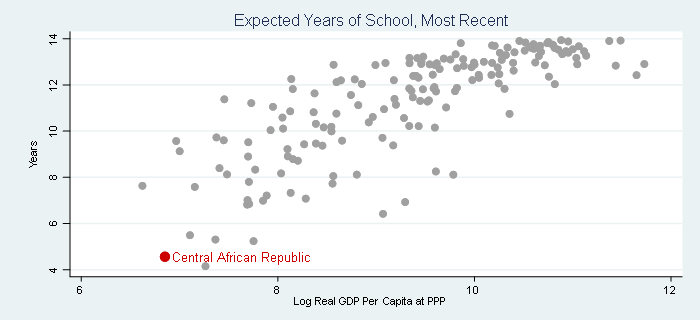 Expected Years of School, Most Recent
14
12
10
8
6
4
Years
Central African Republic
6
8
10
12
Log Real GDP Per Capita at PPP